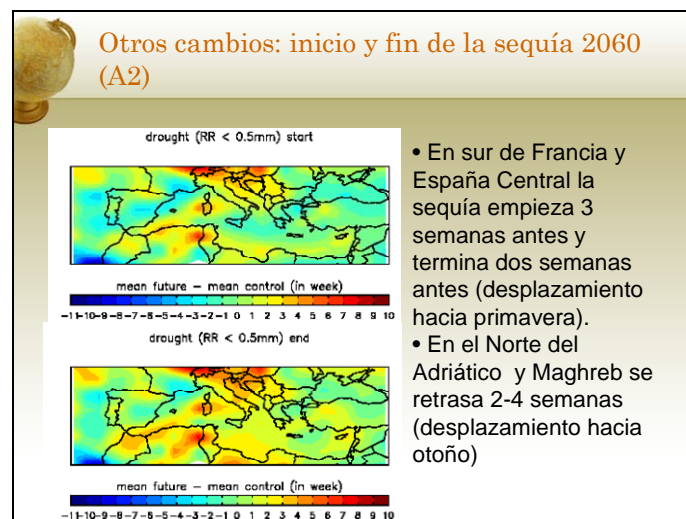 Otros cambios: inicio y fin de la sequía 2060
(A2)
drought (RR < 0.5mm) start
mean future – mean control (in week)
-11-10-9-8-7-6-5-4-3-2-1 0 1 2 3 4 5 6 7 8 9 10
drought (RR < 0.5mm) end
mean future – mean control (in week)
-11-10-9-8-7-6-5-4-3-2-1 0 1 2 3 4 5 6 7 8 9 10
• En sur de Francia y
España Central la
sequía empieza 3
semanas antes y
termina dos semanas
antes (desplazamiento
hacia primavera).
• En el Norte del
Adriático y Maghreb se
retrasa 2-4 semanas
(desplazamiento hacia
otoño)